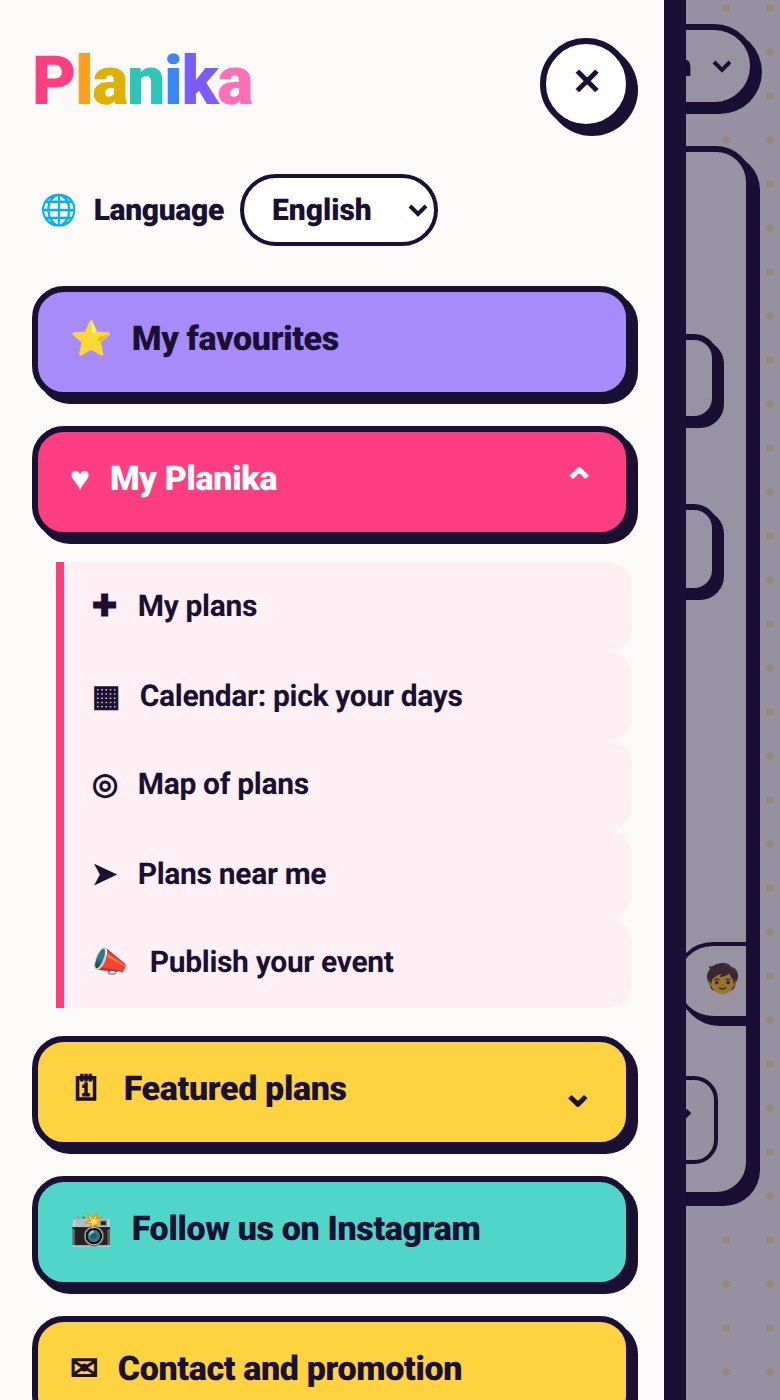 Planika
Language
English
My favourites
My Planika
My plans
Calendar: pick your days
Map of plans
Plans near me
Publish your event
Featured plans
Follow us on Instagram
Contact and promotion